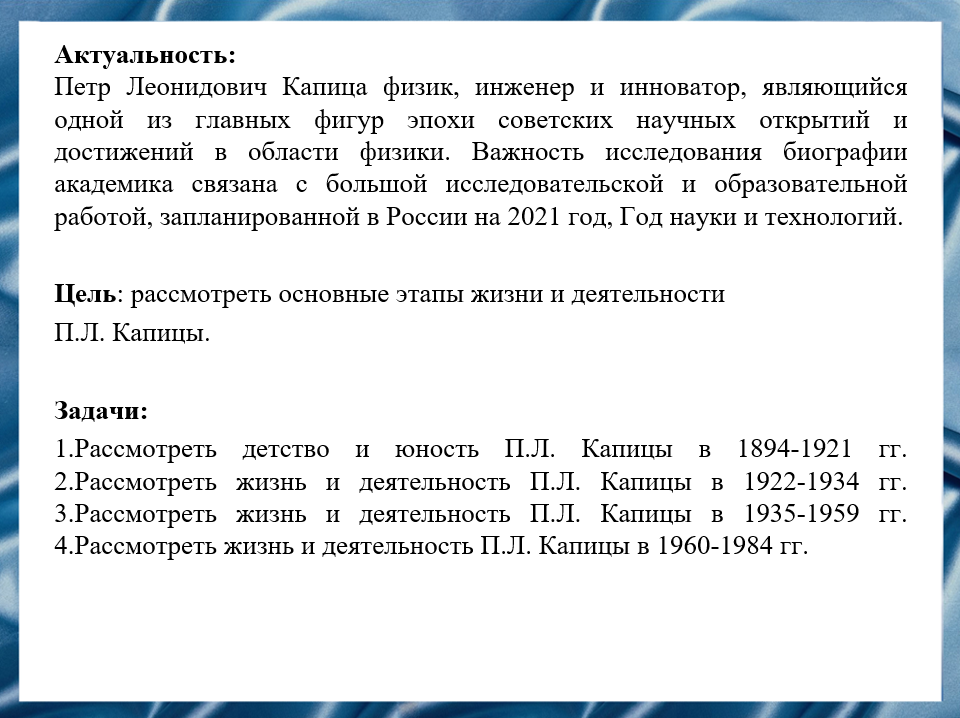 Актуальность:
Петр Леонидович Капица физик, инженер и инноватор, являющийся
одной из главных фигур эпохи советских научных открытий и
достижений в области физики. Важность исследования биографии
академика связана с большой исследовательской и образовательной
работой, запланированной в России на 2021 год, Год науки и технологий.
Цель: рассмотреть основные этапы жизни и деятельности
П.Л. Капицы.
Задачи:
1.Рассмотреть детство и юность П.Л. Капицы в 1894-1921 гг.
2.Рассмотреть жизнь и деятельность П.Л. Капицы в 1922-1934 гг.
3.Рассмотреть жизнь и деятельность П.Л. Капицы в 1935-1959 гг.
4.Рассмотреть жизнь и деятельность П.Л. Капицы в 1960-1984 гг.